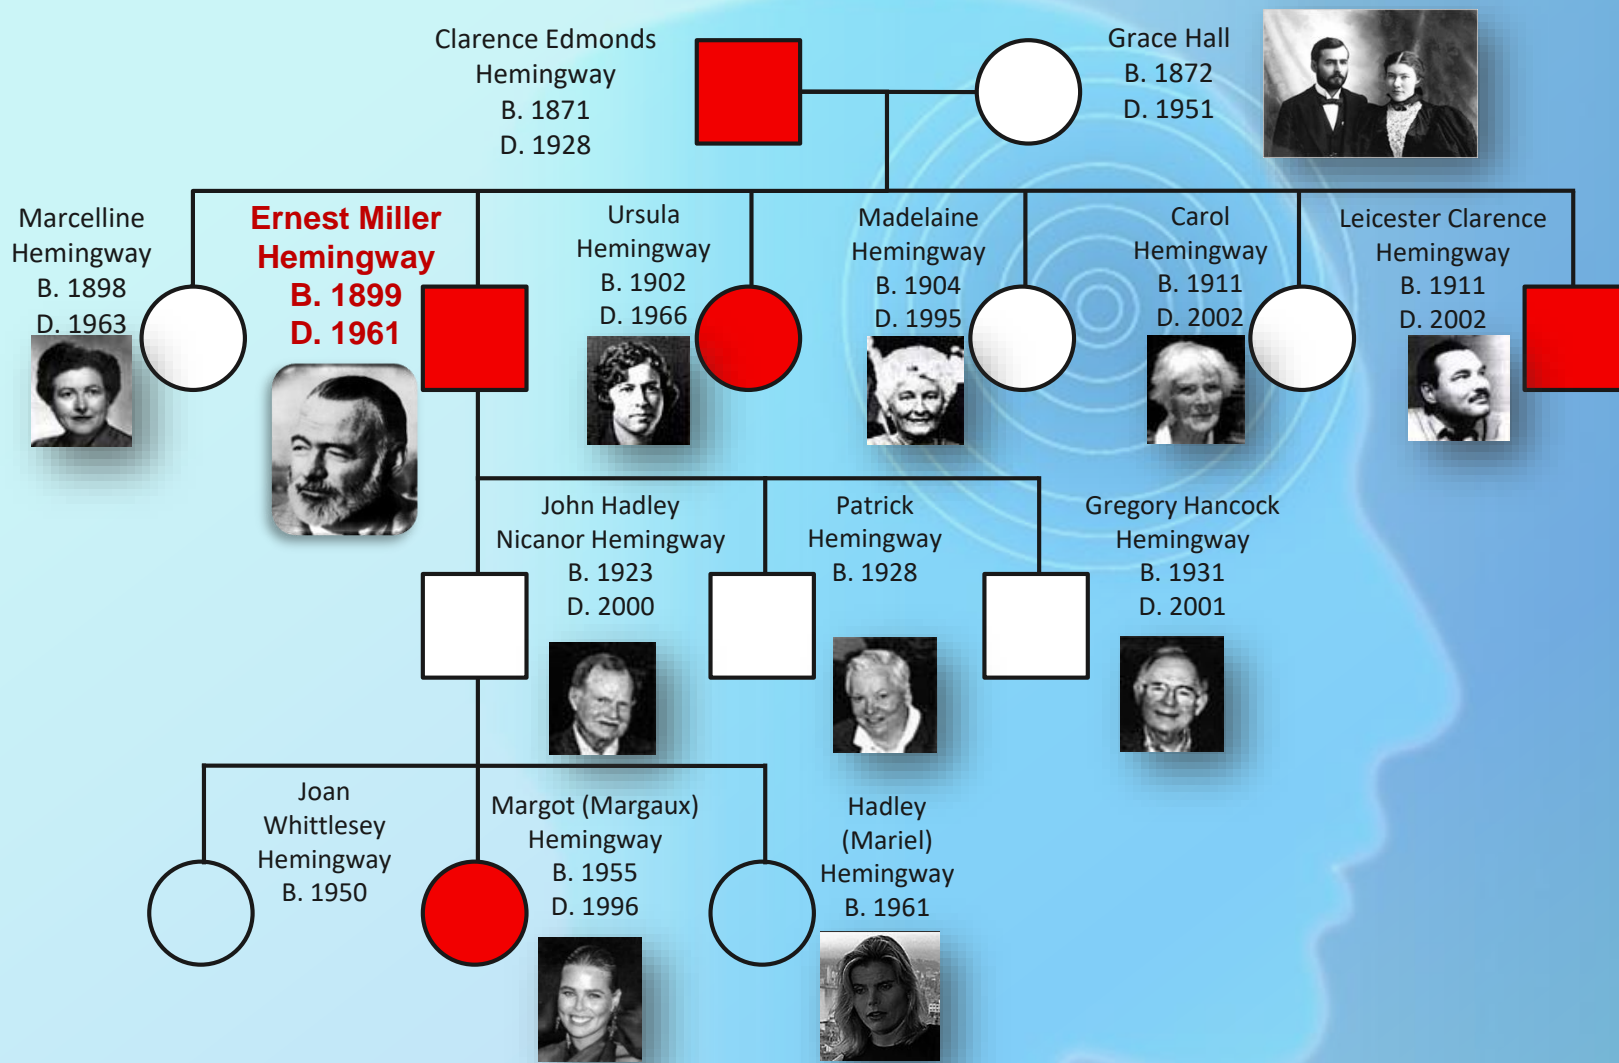 Clarence Edmonds
Hemingway
B. 1871
D. 1928
Grace Hall
B. 1872
D. 1951
Marcelline
Hemingway
B. 1898
D. 1963
Ernest Miller
Hemingway
B. 1899
D. 1961
Ursula
Hemingway
B. 1902
D. 1966
Madelaine
Hemingway
B. 1904
D. 1995
Carol
Hemingway
B. 1911
D. 2002
Leicester Clarence
Hemingway
B. 1911
D. 2002
John Hadley
Nicanor Hemingway
B. 1923
D. 2000
Patrick
Hemingway
B. 1928
Gregory Hancock
Hemingway
B. 1931
D. 2001
Joan
Whittlesey
Hemingway
B. 1950
Margot (Margaux)
Hemingway
B. 1955
D. 1996
Hadley
(Mariel)
Hemingway
B. 1961